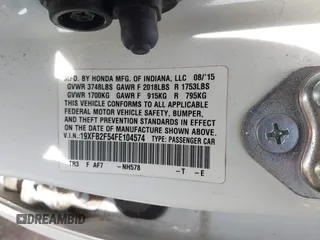 MFD. BY HONDA MFG. OF INDIANA, LLC 08/'15
GVWR 3748LBS GAWR F 2018LBS R 1753LBS
GVWR 1700KG GAWR F 915KG R 795KG
THIS VEHICLE CONFORMS TO ALL APPLICABLE
FEDERAL MOTOR VEHICLE SAFETY, BUMPER,
AND THEFT PREVENTION STANDARDS IN EFFECT
ON THE DATE OF MANUFACTURE SHOWN ABOVE.
V.I.N.: 19XFB2F54FE104574 TYPE: PASSENGER CAR
TR3 F AF7 -NH578 -T -E
DREAMBID